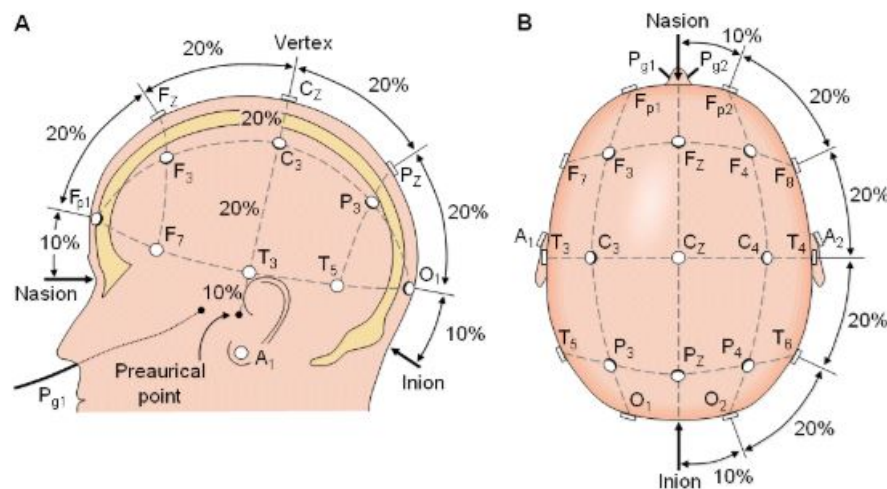 A
20%
Vertex
20%
FZ
CZ
20%
20%
20%
F3
C3
PZ
Fp1
20%
P3
20%
10%
F7
T3
T5
O1
Nasion
10%
10%
Preaurical
point
A1
Inion
Pg1
B
Nasion
10%
Pg1
Pg2
Fp1
Fp2
20%
F7
F3
FZ
F4
F8
20%
A1
T3
C3
CZ
C4
T4
A2
20%
T5
P3
PZ
P4
T6
O1
O2
20%
10%
Inion